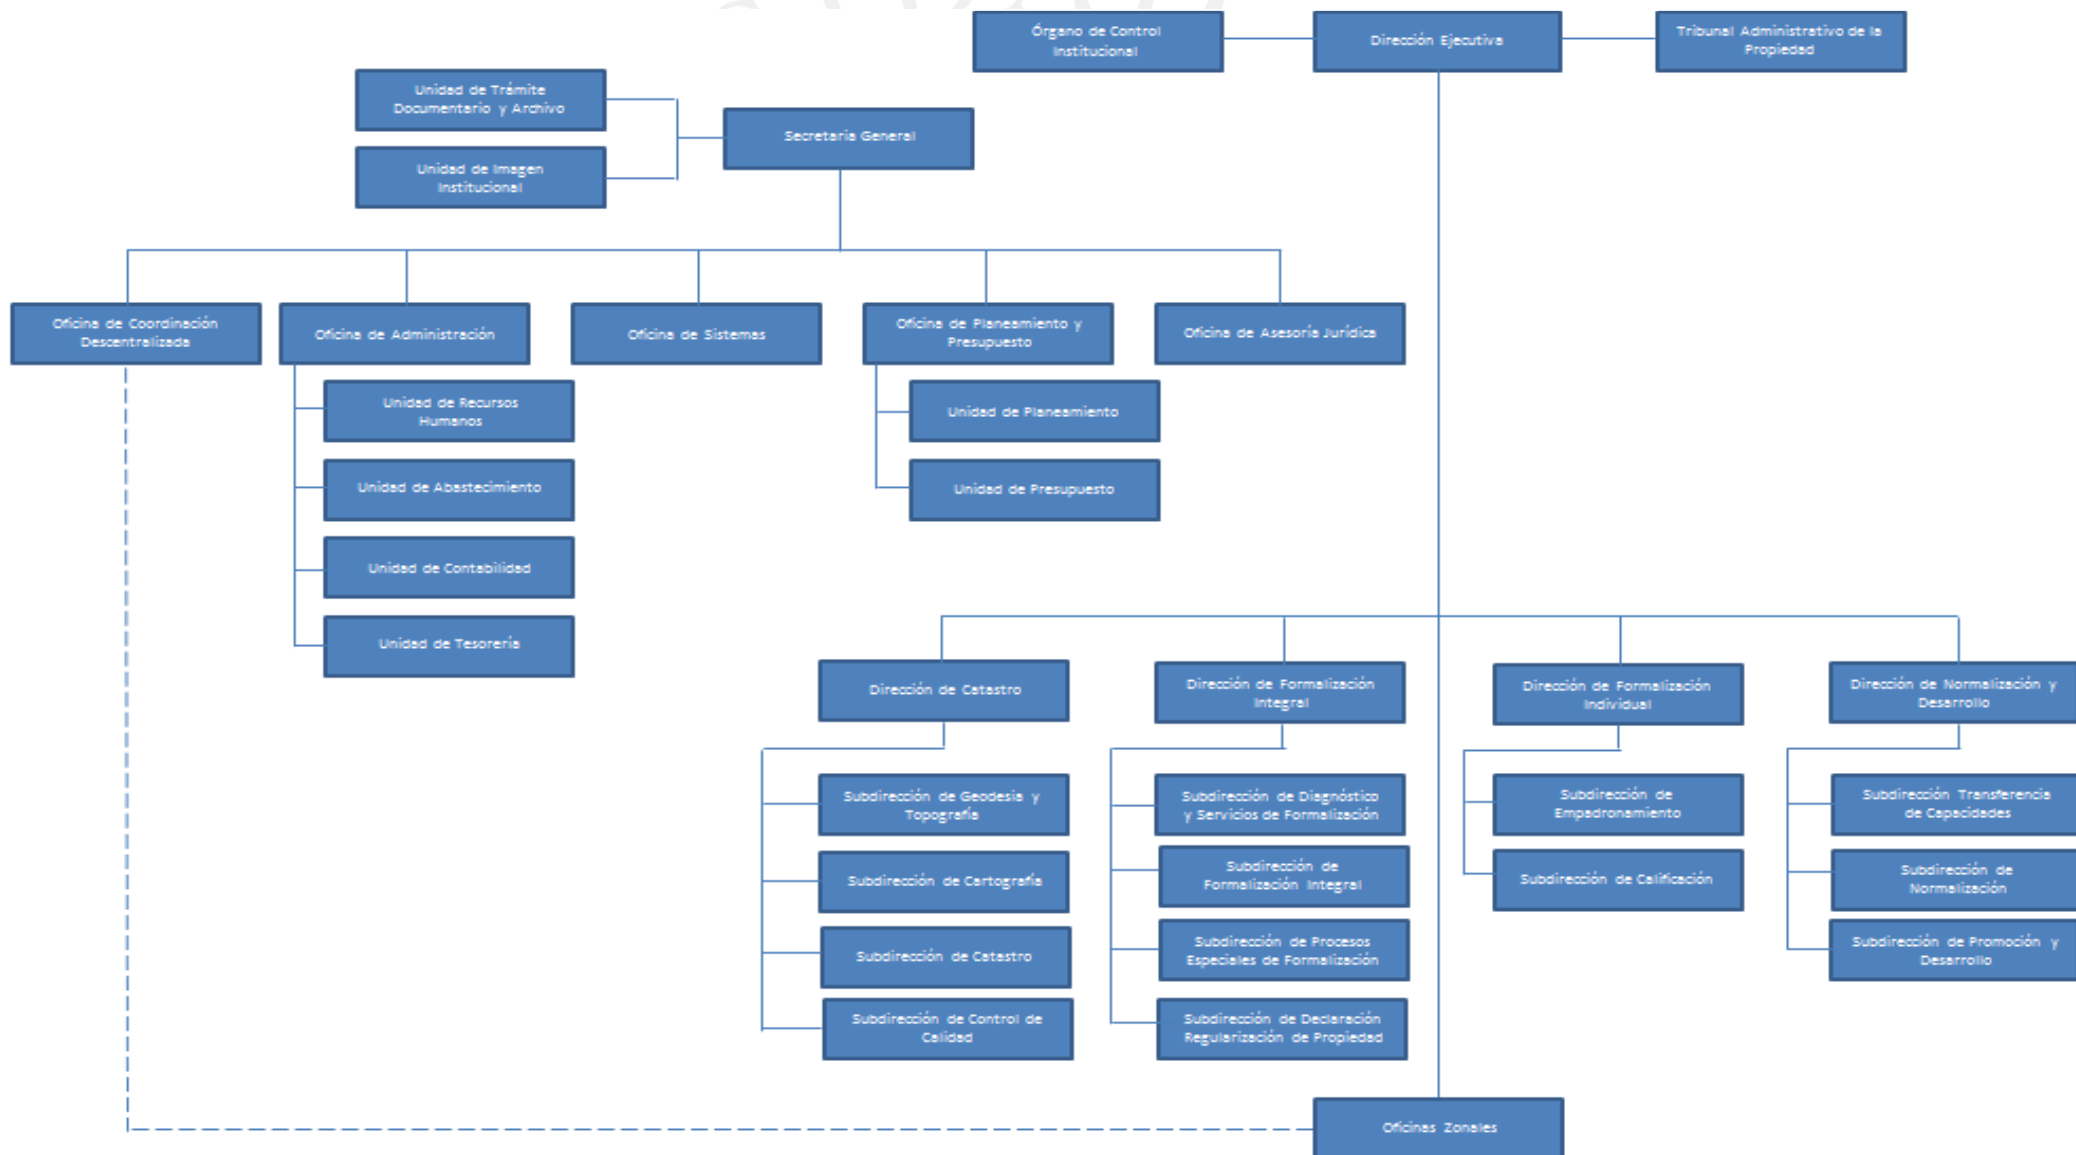 Órgano de Control
Institucional
Dirección Ejecutiva
Tribunal Administrativo de la
Propiedad
Unidad de Trámite
Documentario y Archivo
Secretaria General
Unidad de Imagen
Institucional
Oficina de Coordinación
Descentralizada
Oficina de Administración
Oficina de Sistemas
Oficina de Planeamiento y
Presupuesto
Oficina de Asesoría Jurídica
Unidad de Recursos
Humanos
Unidad de Abastecimiento
Unidad de Contabilidad
Unidad de Tesorería
Unidad de Planeamiento
Unidad de Presupuesto
Dirección de Catastro
Dirección de Formalización
Integral
Dirección de Formalización
Individual
Dirección de Normalización y
Desarrollo
Subdirección de Geodesia y
Topografía
Subdirección de Cartografía
Subdirección de Catastro
Subdirección de Control de
Calidad
Subdirección de Diagnóstico
y Servicios de Formalización
Subdirección de
Formalización Integral
Subdirección de Procesos
Especiales de Formalización
Subdirección de Declaración
Regularización de Propiedad
Subdirección de
Empadronamiento
Subdirección de Calificación
Subdirección Transferencia
de Capacidades
Subdirección de
Normalización
Subdirección de Promoción y
Desarrollo
Oficinas Zonales